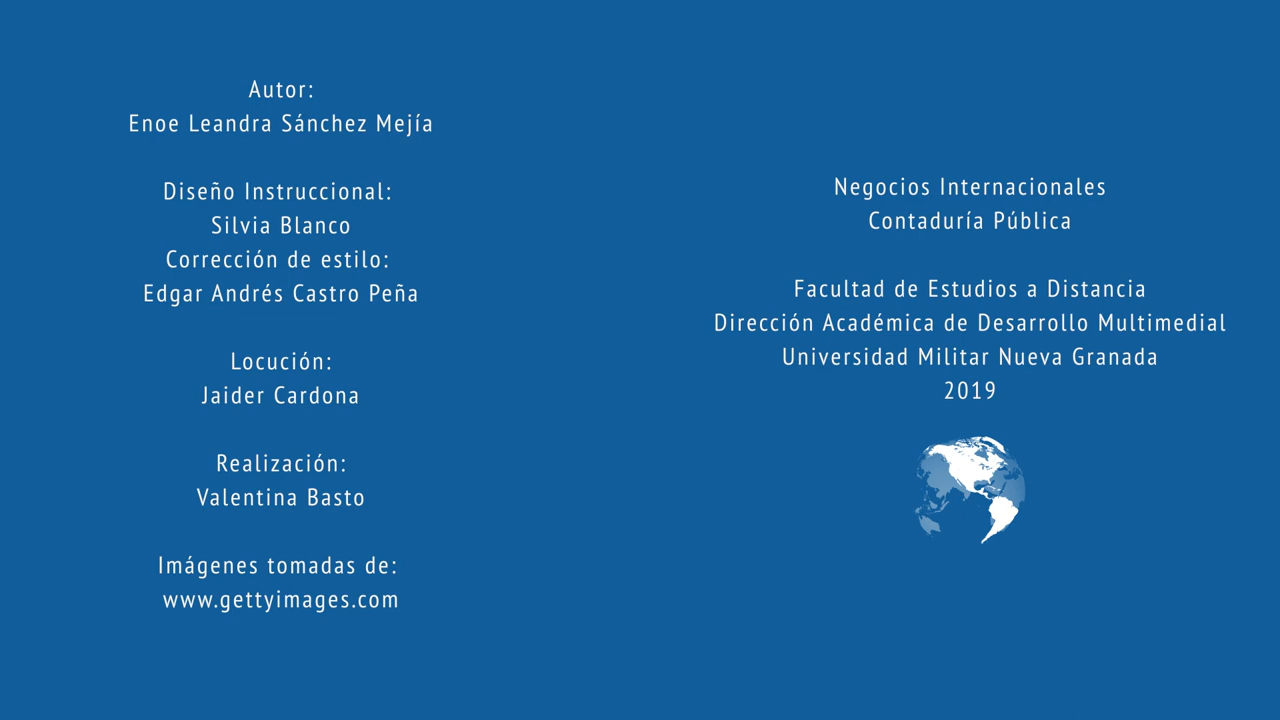 Autor:
Enoe Leandra Sánchez Mejía
Diseño Instruccional:
Silvia Blanco
Corrección de estilo:
Edgar Andrés Castro Peña
Locución:
Jaider Cardona
Realización:
Valentina Basto
Imágenes tomadas de:
www.gettyimages.com
Negocios Internacionales
Contaduría Pública
Facultad de Estudios a Distancia
Dirección Académica de Desarrollo Multimedial
Universidad Militar Nueva Granada
2019